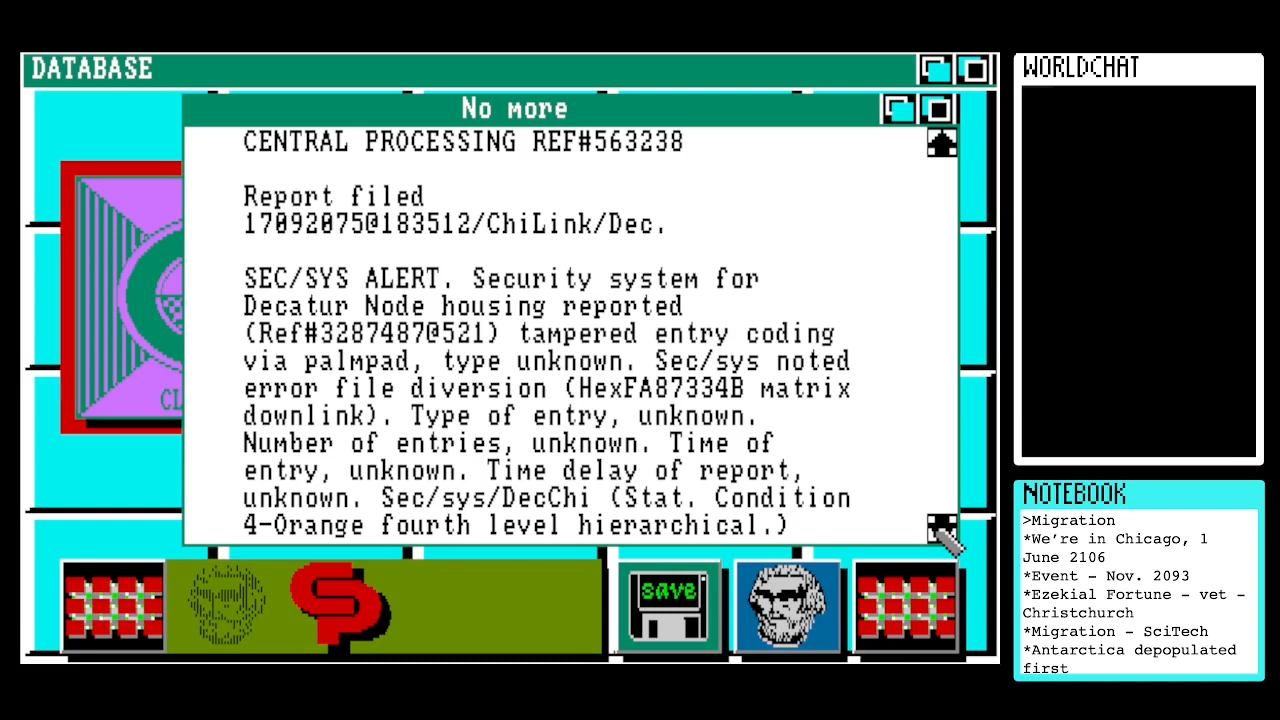 DATABASE
No more
CENTRAL PROCESSING REF#563238
Report filed
17092075@183512/ChiLink/Dec.
SEC/SYS ALERT. Security system for
Decatur Node housing reported
(Ref#3287487@521) tampered entry coding
via palmpad, type unknown. Sec/sys noted
error file diversion (HexFA87334B matrix
downlink). Type of entry, unknown.
Number of entries, unknown. Time of
entry, unknown. Time delay of report,
unknown. Sec/sys/DecChi (Stat. Condition
4-Orange fourth level hierarchical.)
CL
save
WORLDCHAT
NOTEBOOK
>Migration
*We're in Chicago, 1
June 2106
*Event - Nov. 2093
*Ezekial Fortune - vet -
Christchurch
*Migration - SciTech
*Antarctica depopulated
first